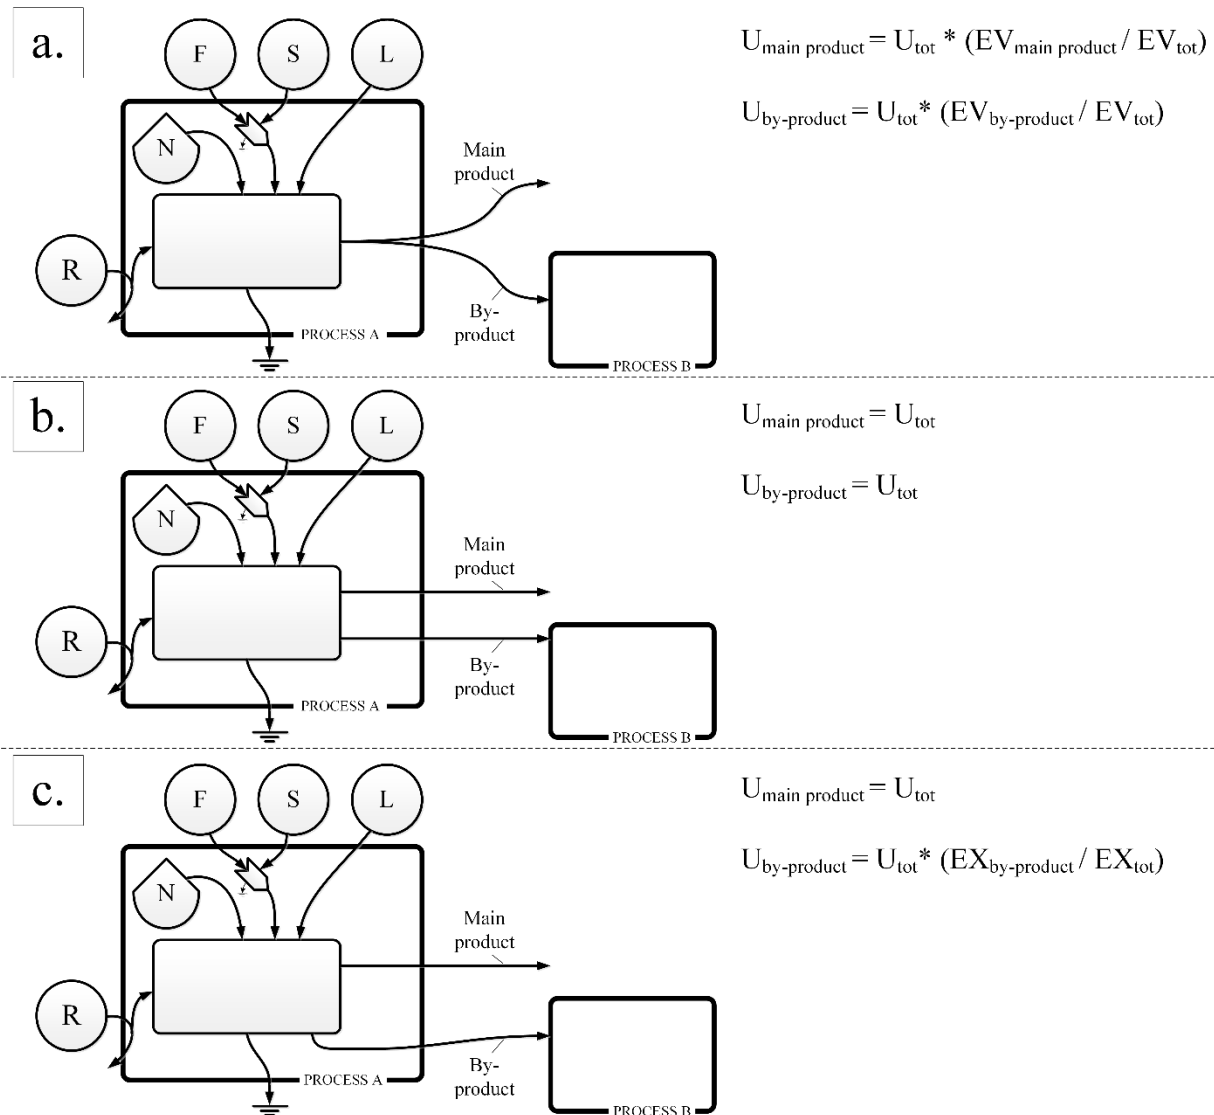 a.
F
S
L
U_main product = U_tot * (EV_main product / EV_tot)
N
U_by-product = U_tot* (EV_by-product / EV_tot)
Main
product
R
By-
product
PROCESS A
PROCESS B
b.
F
S
L
U_main product = U_tot
N
U_by-product = U_tot
Main
product
R
By-
product
PROCESS A
PROCESS B
c.
F
S
L
U_main product = U_tot
N
U_by-product = U_tot* (EX_by-product / EX_tot)
Main
product
R
By-
product
PROCESS A
PROCESS B